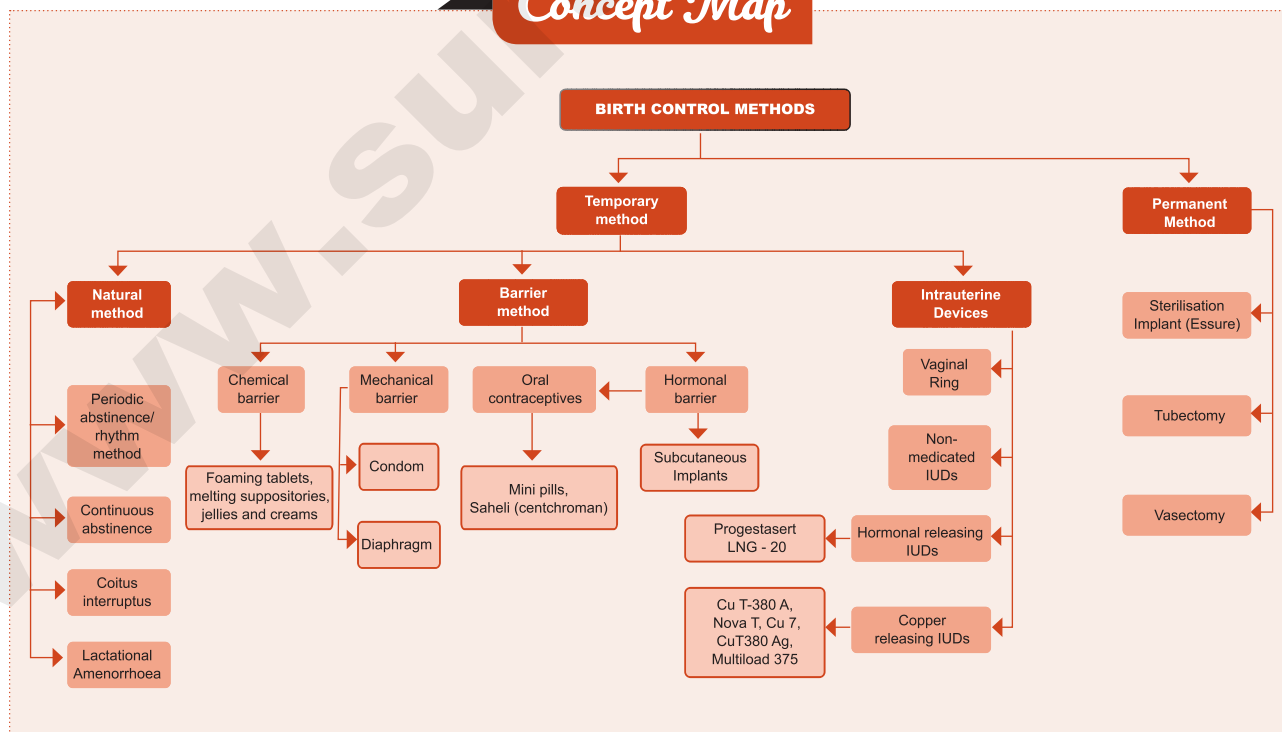 Concept Map
BIRTH CONTROL METHODS
Temporary
method
Permanent
Method
Natural
method
Barrier
method
Intrauterine
Devices
Periodic
abstinence/
rhythm
method
Continuous
abstinence
Coitus
interruptus
Lactational
Amenorrhoea
Chemical
barrier
Mechanical
barrier
Oral
contraceptives
Hormonal
barrier
Foaming tablets,
melting suppositories,
jellies and creams
Condom
Diaphragm
Mini pills,
Saheli (centchroman)
Subcutaneous
Implants
Vaginal
Ring
Non-
medicated
IUDs
Hormonal releasing
IUDs
Progestasert
LNG - 20
Copper
releasing IUDs
Cu T-380 A,
Nova T, Cu 7,
CuT380 Ag,
Multiload 375
Sterilisation
Implant (Essure)
Tubectomy
Vasectomy